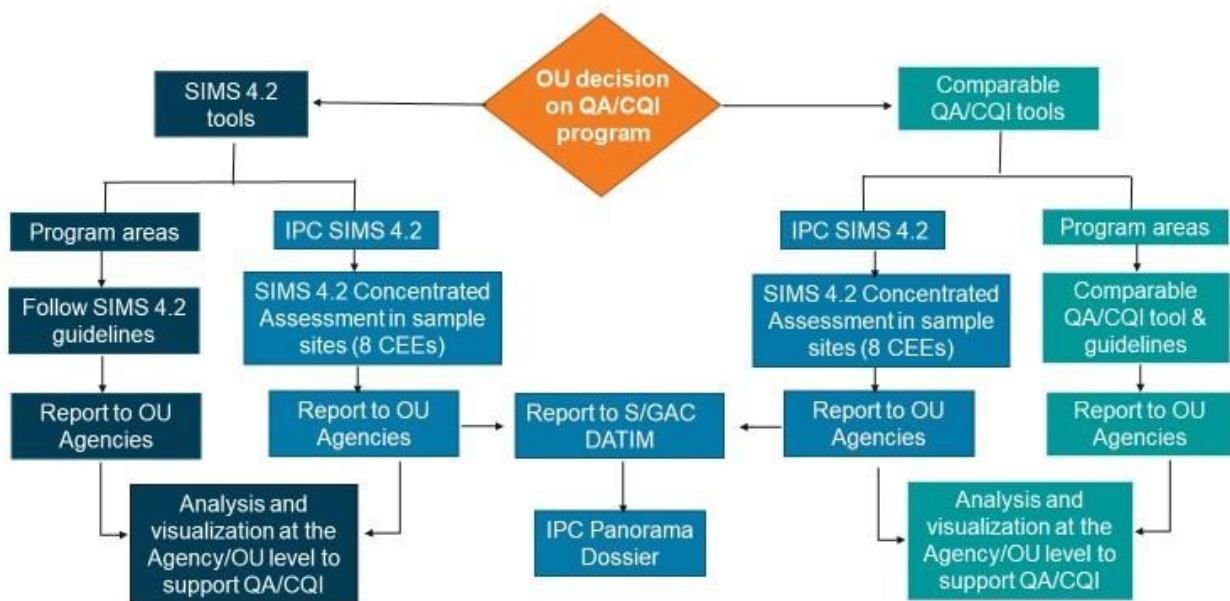 OU decision
on QA/CQI
program
SIMS 4.2
tools
Comparable
QA/CQI tools
Program areas
IPC SIMS 4.2
IPC SIMS 4.2
Program areas
Follow SIMS 4.2
guidelines
SIMS 4.2 Concentrated
Assessment in sample
sites (8 CEEs)
SIMS 4.2 Concentrated
Assessment in sample
sites (8 CEEs)
Comparable
QA/CQI tool &
guidelines
Report to OU
Agencies
Report to OU
Agencies
Report to S/GAC
DATIM
Report to OU
Agencies
Report to OU
Agencies
Analysis and
visualization at the
Agency/OU level to
support QA/CQI
IPC Panorama
Dossier
Analysis and
visualization at the
Agency/OU level to
support QA/CQI